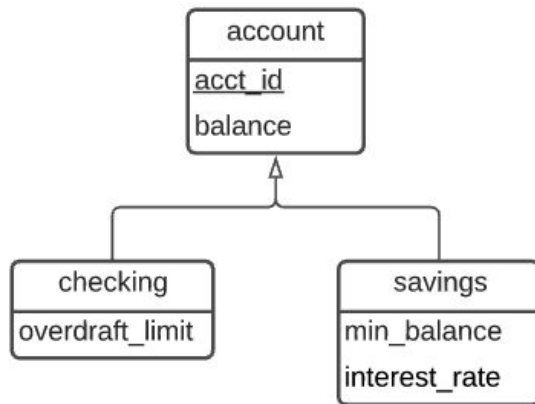 account
acct_id
balance
checking
overdraft_limit
savings
min_balance
interest_rate